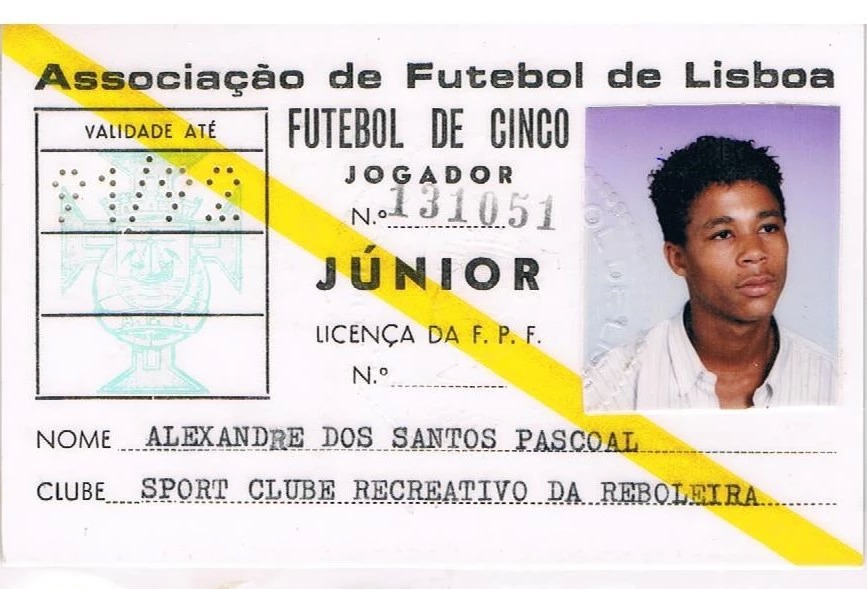 Associação de Futebol de Lisboa
VALIDADE ATÉ
FUTEBOL DE CINCO
JOGADOR
N.º 131051
JÚNIOR
LICENÇA DA F. P. F.
N.º
NOME ALEXANDRE DOS SANTOS PASCOAL
CLUBE SPORT CLUBE RECREATIVO DA REBOLEIRA